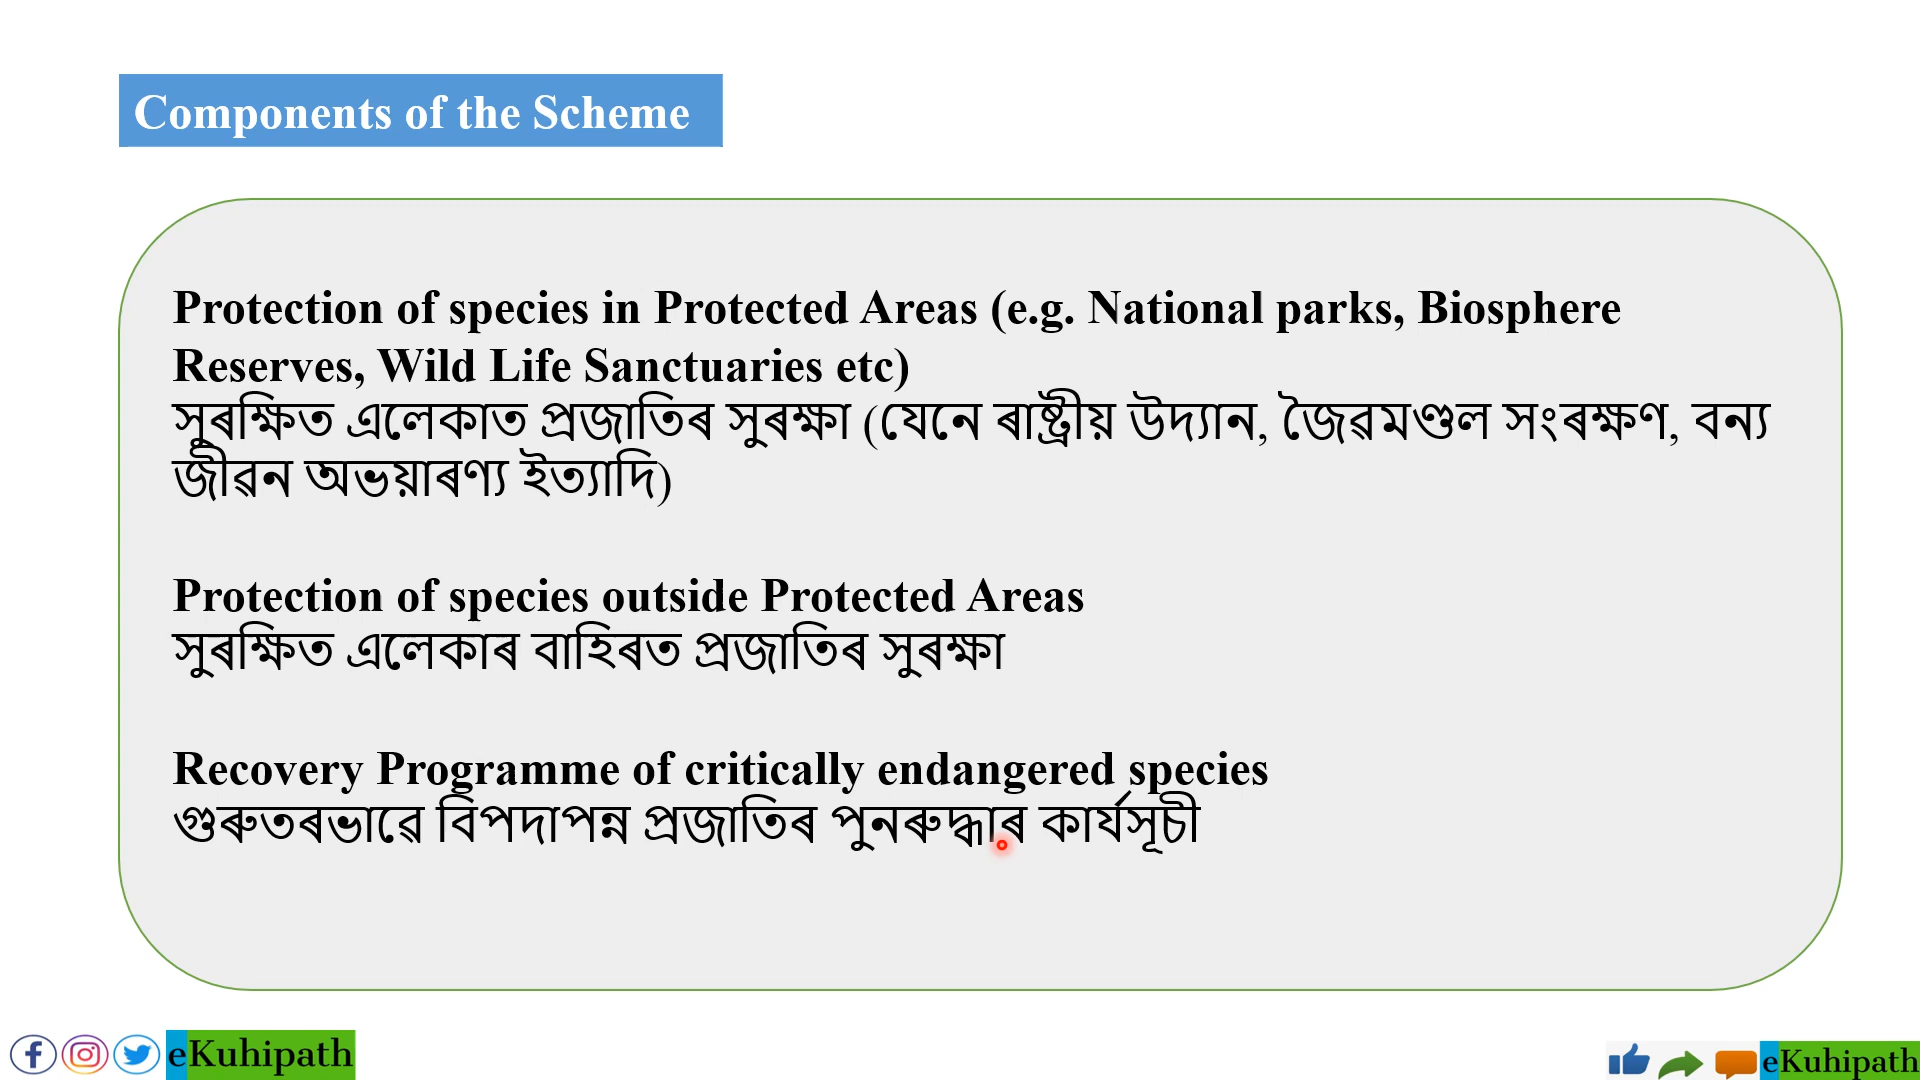 Components of the Scheme
Protection of species in Protected Areas (e.g. National parks, Biosphere
Reserves, Wild Life Sanctuaries etc)
সুৰক্ষিত এলেকাত প্ৰজাতিৰ সুৰক্ষা (যেনে ৰাষ্ট্ৰীয় উদ্যান, জৈৱমণ্ডল সংৰক্ষণ, বন্য
জীৱন অভয়াৰণ্য ইত্যাদি)
Protection of species outside Protected Areas
সুৰক্ষিত এলেকাৰ বাহিৰত প্ৰজাতিৰ সুৰক্ষা
Recovery Programme of critically endangered species
গুৰুতৰভাৱে বিপদাপন্ন প্ৰজাতিৰ পুনৰুদ্ধাৰ কাৰ্যসূচী
eKuhipath
eKuhipath